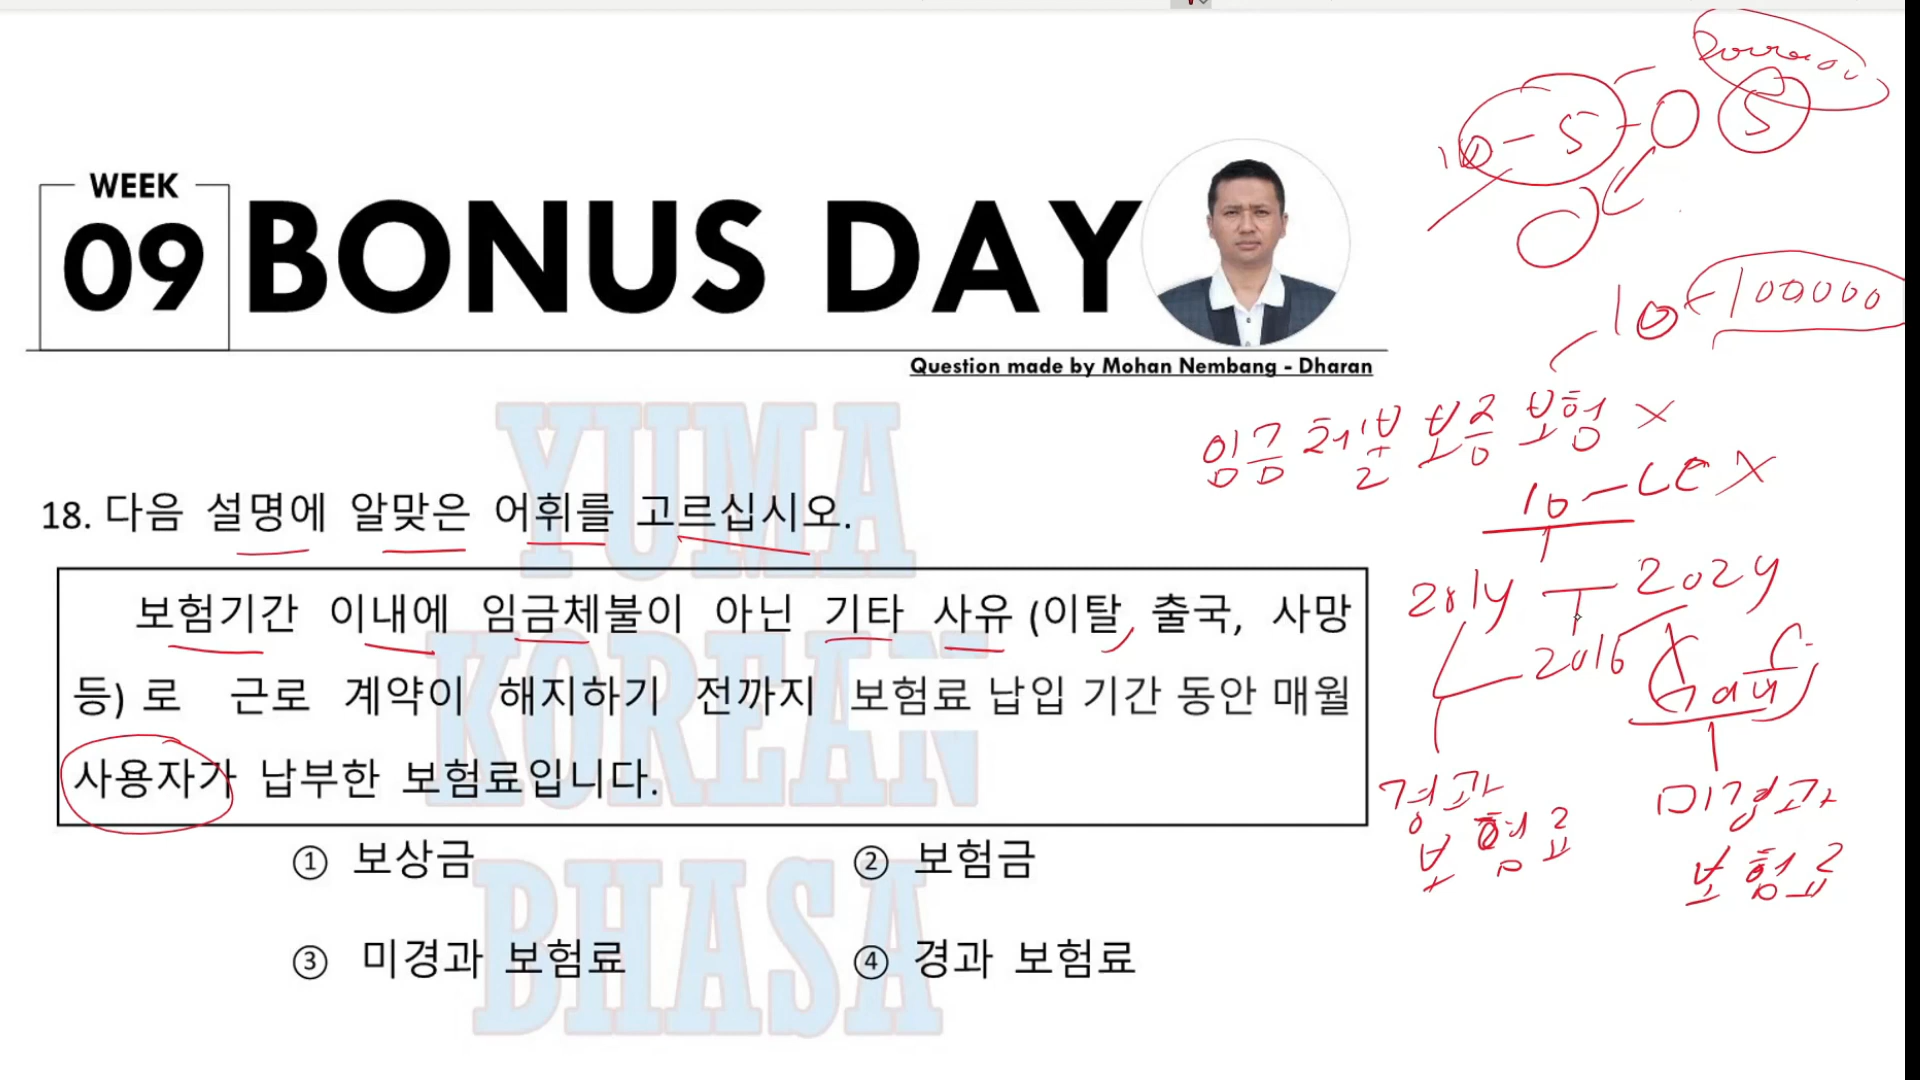 WEEK
09
BONUS DAY
Question made by Mohan Nembang - Dharan
YUMA
KOREAN
BHASA
18. 다음 설명에 알맞은 어휘를 고르십시오.
보험기간 이내에 임금체불이 아닌 기타 사유 (이탈, 출국, 사망
등) 로 근로 계약이 해지하기 전까지 보험료 납입 기간 동안 매월
사용자가 납부한 보험료입니다.
① 보상금
② 보험금
③ 미경과 보험료
④ 경과 보험료
10 - 5 - 0
5
10 - 100000
임금 체불 보증 보험 X
2014 - 2024
2016
경과
보험료
미경과
보험료